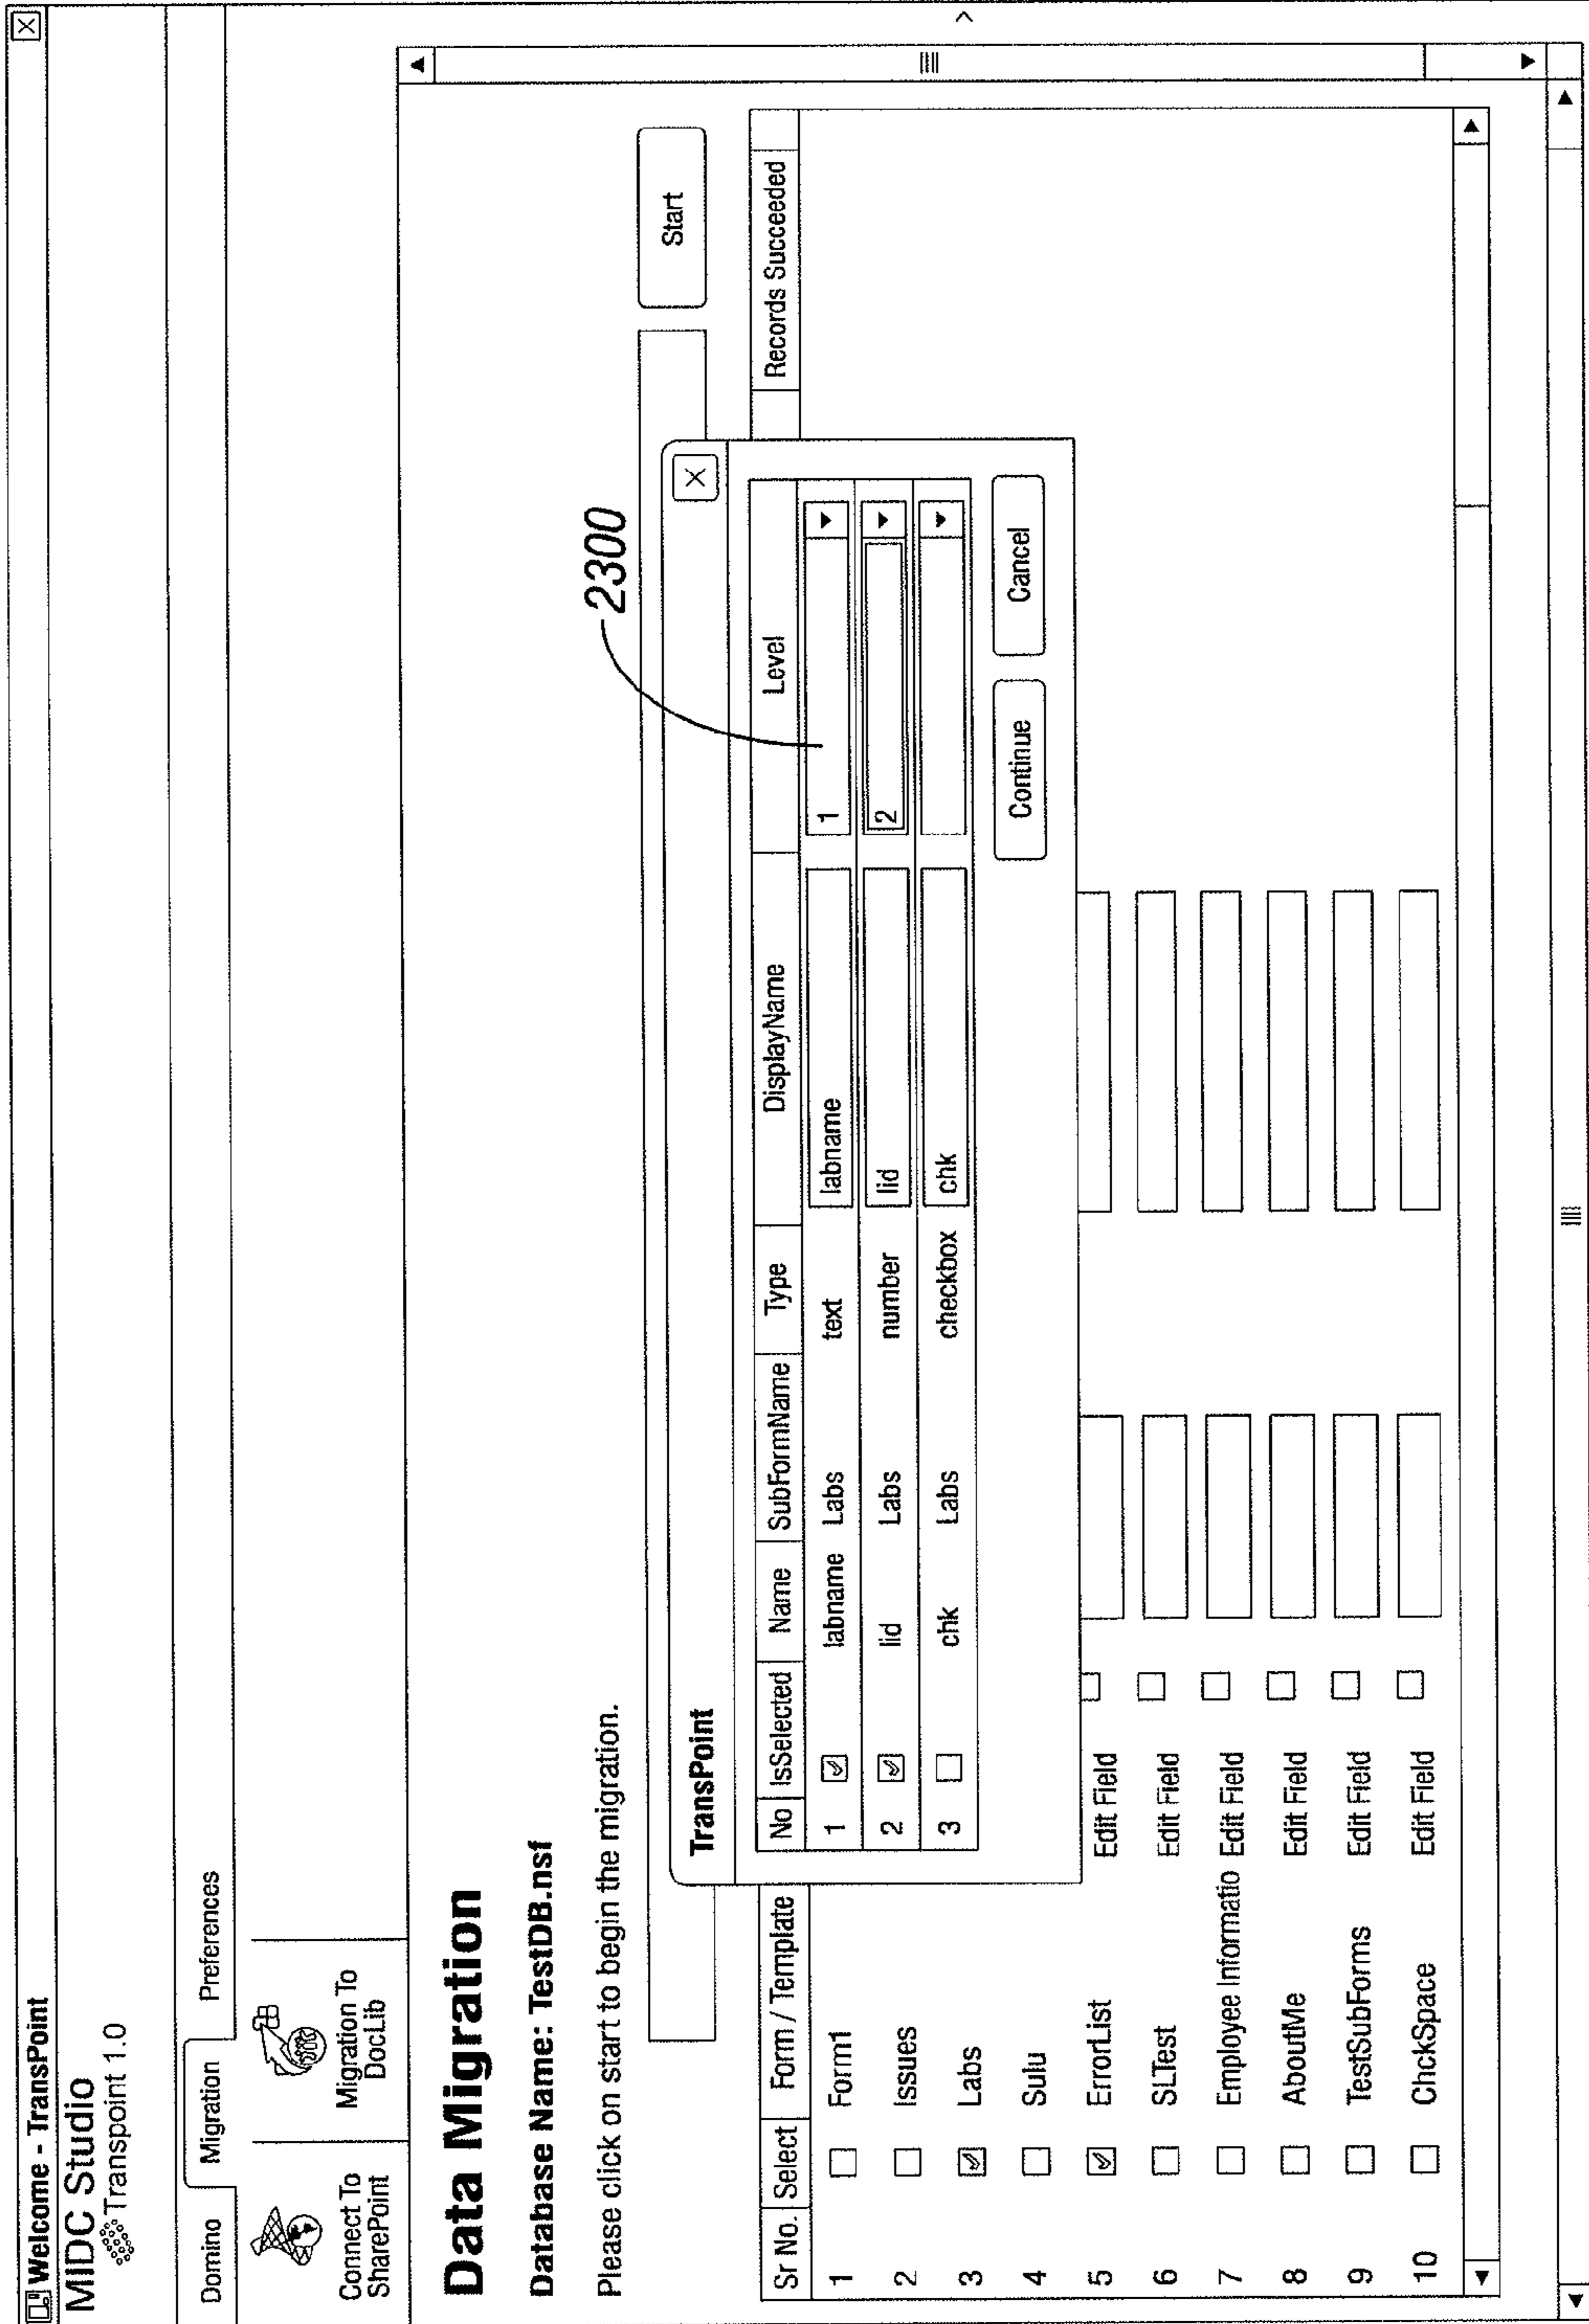 Welcome - TransPoint
MIDC Studio
Transpoint 1.0
Domino Migration Preferences
Connect To SharePoint
Migration To DocLib
Data Migration
Database Name: TestDB.nsf
Please click on start to begin the migration.
Start
2300
Sr No. Select Form / Template Records Succeeded
1 Form1
2 Issues
3 Labs
4 Sulu
5 ErrorList Edit Field
6 SLTest Edit Field
7 Employee Informatio Edit Field
8 AboutMe Edit Field
9 TestSubForms Edit Field
10 ChckSpace Edit Field
TransPoint
No IsSelected Name SubFormName Type DisplayName Level
1 labname Labs text labname 1
2 lid Labs number lid 2
3 chk Labs checkbox chk
Continue Cancel